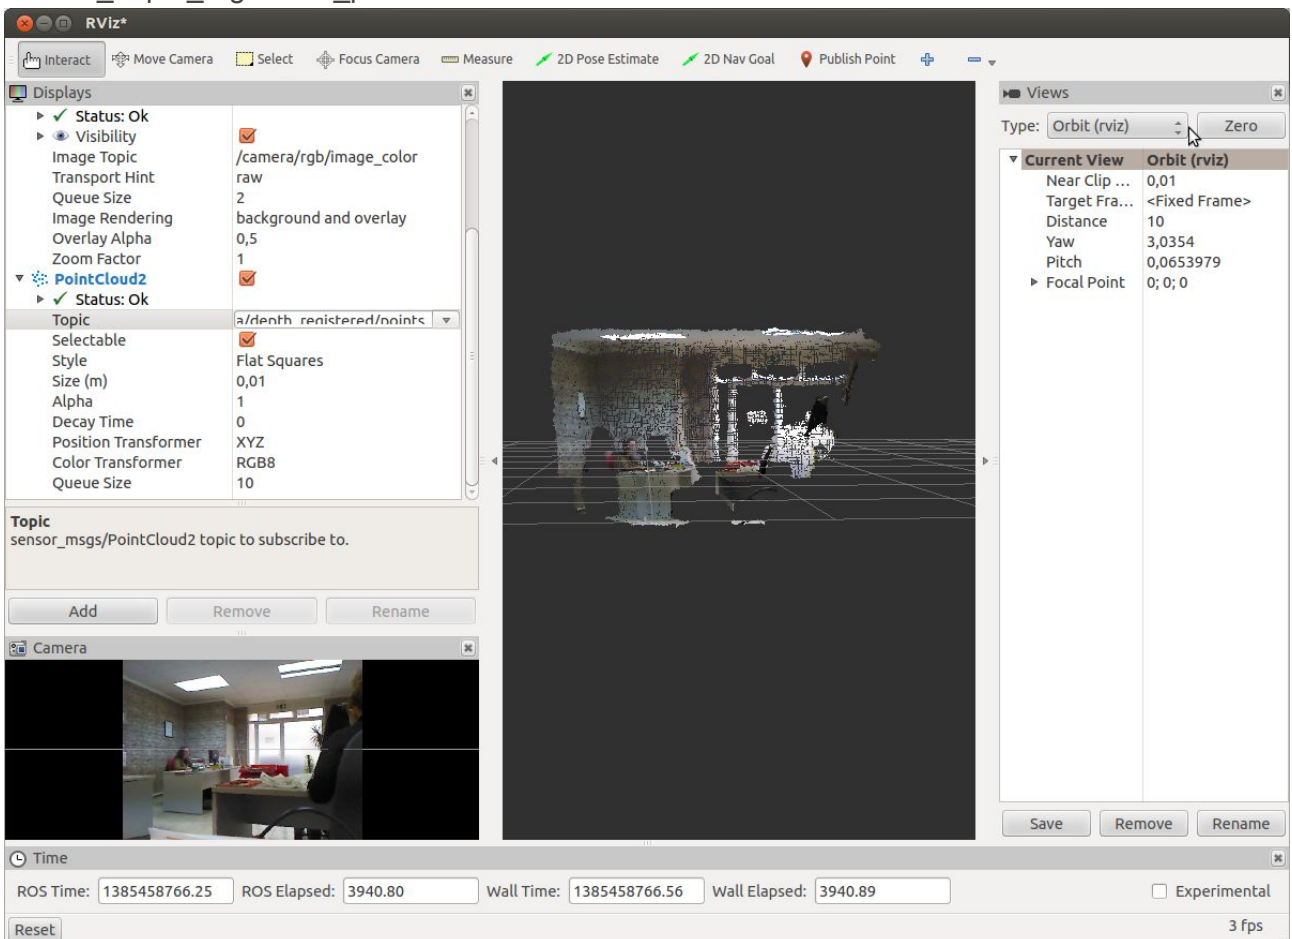 RViz*
Interact Move Camera Select Focus Camera Measure 2D Pose Estimate 2D Nav Goal Publish Point
Displays
Status: Ok
Visibility
Image Topic /camera/rgb/image_color
Transport Hint raw
Queue Size 2
Image Rendering background and overlay
Overlay Alpha 0,5
Zoom Factor 1
PointCloud2
Status: Ok
Topic a/depth_registered/points
Selectable
Style Flat Squares
Size (m) 0,01
Alpha 1
Decay Time 0
Position Transformer XYZ
Color Transformer RGB8
Queue Size 10
Topic
sensor_msgs/PointCloud2 topic to subscribe to.
Add Remove Rename
Camera
Views
Type: Orbit (rviz) Zero
Current View Orbit (rviz)
Near Clip ... 0,01
Target Fra... <Fixed Frame>
Distance 10
Yaw 3,0354
Pitch 0,0653979
Focal Point 0; 0; 0
Save Remove Rename
Time
ROS Time: 1385458766.25 ROS Elapsed: 3940.80 Wall Time: 1385458766.56 Wall Elapsed: 3940.89 Experimental
Reset 3 fps